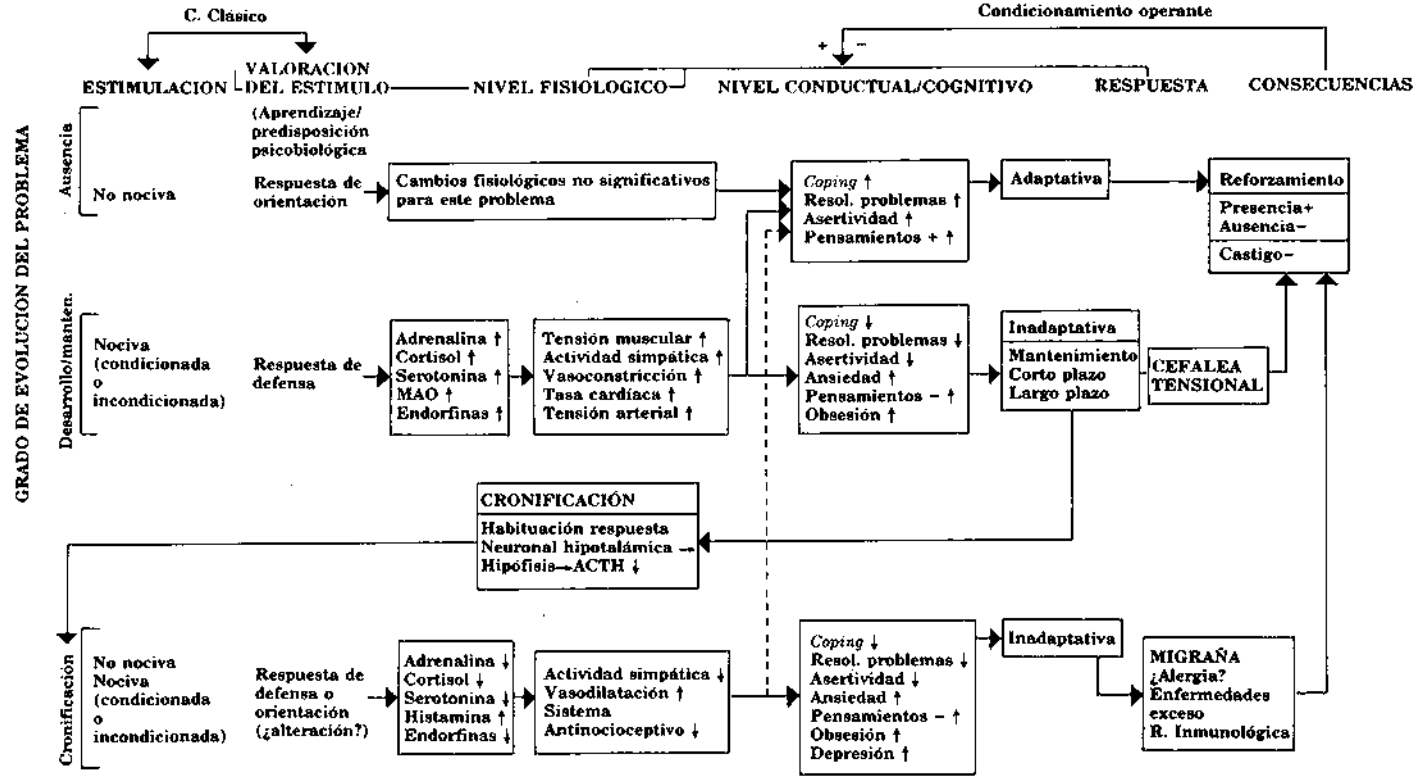 C. Clásico
Condicionamiento operante
+ −
ESTIMULACION
VALORACION
DEL ESTIMULO
NIVEL FISIOLOGICO
NIVEL CONDUCTUAL/COGNITIVO
RESPUESTA
CONSECUENCIAS
GRADO DE EVOLUCION DEL PROBLEMA
Ausencia
No nociva
(Aprendizaje/
predisposición
psicobiológica)
Respuesta de
orientación
Cambios fisiológicos no significativos
para este problema
Coping ↑
Resol. problemas ↑
Asertividad ↑
Pensamientos + ↑
Adaptativa
Reforzamiento
Presencia+
Ausencia−
Castigo−
Desarrollo/manten.
Nociva
(condicionada
o
incondicionada)
Respuesta de
defensa
Adrenalina ↑
Cortisol ↑
Serotonina ↑
MAO ↑
Endorfinas ↑
Tensión muscular ↑
Actividad simpática ↑
Vasoconstricción ↑
Tasa cardíaca ↑
Tensión arterial ↑
Coping ↓
Resol. problemas ↓
Asertividad ↓
Ansiedad ↑
Pensamientos − ↑
Obsesión ↑
Inadaptativa
Mantenimiento
Corto plazo
Largo plazo
CEFALEA
TENSIONAL
CRONIFICACIÓN
Habituación respuesta
Neuronal hipotalámica →
Hipófisis→ACTH ↓
Cronificación
No nociva
Nociva
(condicionada
o
incondicionada)
Respuesta de
defensa o
orientación
(¿alteración?)
Adrenalina ↓
Cortisol ↓
Serotonina ↓
Histamina ↑
Endorfinas ↓
Actividad simpática ↓
Vasodilatación ↑
Sistema
Antinocioceptivo ↓
Coping ↓
Resol. problemas ↓
Asertividad ↓
Ansiedad ↑
Pensamientos − ↑
Obsesión ↑
Depresión ↑
Inadaptativa
MIGRAÑA
¿Alergia?
Enfermedades
exceso
R. Inmunológica